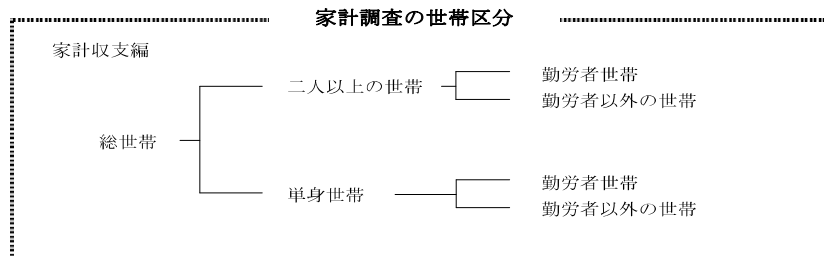 家計調査の世帯区分
家計収支編
総世帯
二人以上の世帯
勤労者世帯
勤労者以外の世帯
単身世帯
勤労者世帯
勤労者以外の世帯